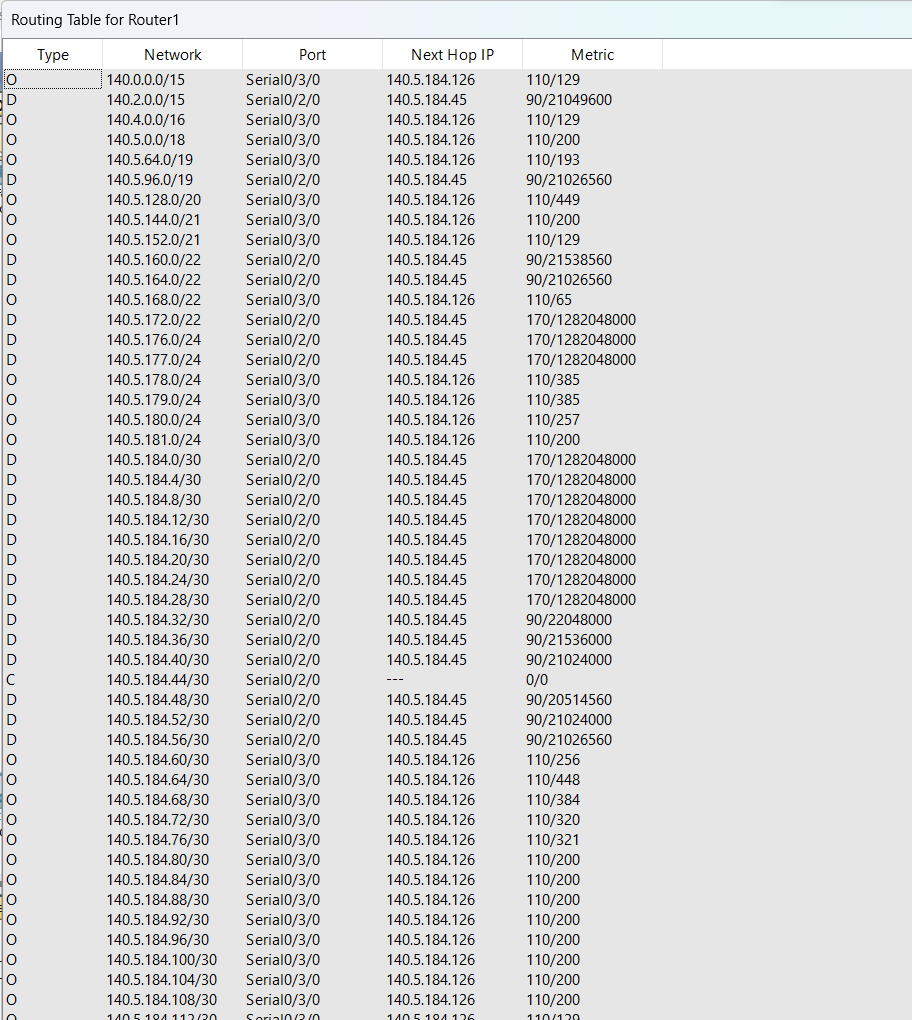 Routing Table for Router1
Type Network Port Next Hop IP Metric
O 140.0.0.0/15 Serial0/3/0 140.5.184.126 110/129
D 140.2.0.0/15 Serial0/2/0 140.5.184.45 90/21049600
O 140.4.0.0/16 Serial0/3/0 140.5.184.126 110/129
O 140.5.0.0/18 Serial0/3/0 140.5.184.126 110/200
O 140.5.64.0/19 Serial0/3/0 140.5.184.126 110/193
D 140.5.96.0/19 Serial0/2/0 140.5.184.45 90/21026560
O 140.5.128.0/20 Serial0/3/0 140.5.184.126 110/449
O 140.5.144.0/21 Serial0/3/0 140.5.184.126 110/200
O 140.5.152.0/21 Serial0/3/0 140.5.184.126 110/129
D 140.5.160.0/22 Serial0/2/0 140.5.184.45 90/21538560
D 140.5.164.0/22 Serial0/2/0 140.5.184.45 90/21026560
O 140.5.168.0/22 Serial0/3/0 140.5.184.126 110/65
D 140.5.172.0/22 Serial0/2/0 140.5.184.45 170/1282048000
D 140.5.176.0/24 Serial0/2/0 140.5.184.45 170/1282048000
D 140.5.177.0/24 Serial0/2/0 140.5.184.45 170/1282048000
O 140.5.178.0/24 Serial0/3/0 140.5.184.126 110/385
O 140.5.179.0/24 Serial0/3/0 140.5.184.126 110/385
O 140.5.180.0/24 Serial0/3/0 140.5.184.126 110/257
O 140.5.181.0/24 Serial0/3/0 140.5.184.126 110/200
D 140.5.184.0/30 Serial0/2/0 140.5.184.45 170/1282048000
D 140.5.184.4/30 Serial0/2/0 140.5.184.45 170/1282048000
D 140.5.184.8/30 Serial0/2/0 140.5.184.45 170/1282048000
D 140.5.184.12/30 Serial0/2/0 140.5.184.45 170/1282048000
D 140.5.184.16/30 Serial0/2/0 140.5.184.45 170/1282048000
D 140.5.184.20/30 Serial0/2/0 140.5.184.45 170/1282048000
D 140.5.184.24/30 Serial0/2/0 140.5.184.45 170/1282048000
D 140.5.184.28/30 Serial0/2/0 140.5.184.45 170/1282048000
D 140.5.184.32/30 Serial0/2/0 140.5.184.45 90/22048000
D 140.5.184.36/30 Serial0/2/0 140.5.184.45 90/21536000
D 140.5.184.40/30 Serial0/2/0 140.5.184.45 90/21024000
C 140.5.184.44/30 Serial0/2/0 --- 0/0
D 140.5.184.48/30 Serial0/2/0 140.5.184.45 90/20514560
D 140.5.184.52/30 Serial0/2/0 140.5.184.45 90/21024000
D 140.5.184.56/30 Serial0/2/0 140.5.184.45 90/21026560
O 140.5.184.60/30 Serial0/3/0 140.5.184.126 110/256
O 140.5.184.64/30 Serial0/3/0 140.5.184.126 110/448
O 140.5.184.68/30 Serial0/3/0 140.5.184.126 110/384
O 140.5.184.72/30 Serial0/3/0 140.5.184.126 110/320
O 140.5.184.76/30 Serial0/3/0 140.5.184.126 110/321
O 140.5.184.80/30 Serial0/3/0 140.5.184.126 110/200
O 140.5.184.84/30 Serial0/3/0 140.5.184.126 110/200
O 140.5.184.88/30 Serial0/3/0 140.5.184.126 110/200
O 140.5.184.92/30 Serial0/3/0 140.5.184.126 110/200
O 140.5.184.96/30 Serial0/3/0 140.5.184.126 110/200
O 140.5.184.100/30 Serial0/3/0 140.5.184.126 110/200
O 140.5.184.104/30 Serial0/3/0 140.5.184.126 110/200
O 140.5.184.108/30 Serial0/3/0 140.5.184.126 110/200
O 140.5.184.112/30 Serial0/3/0 140.5.184.126 110/129